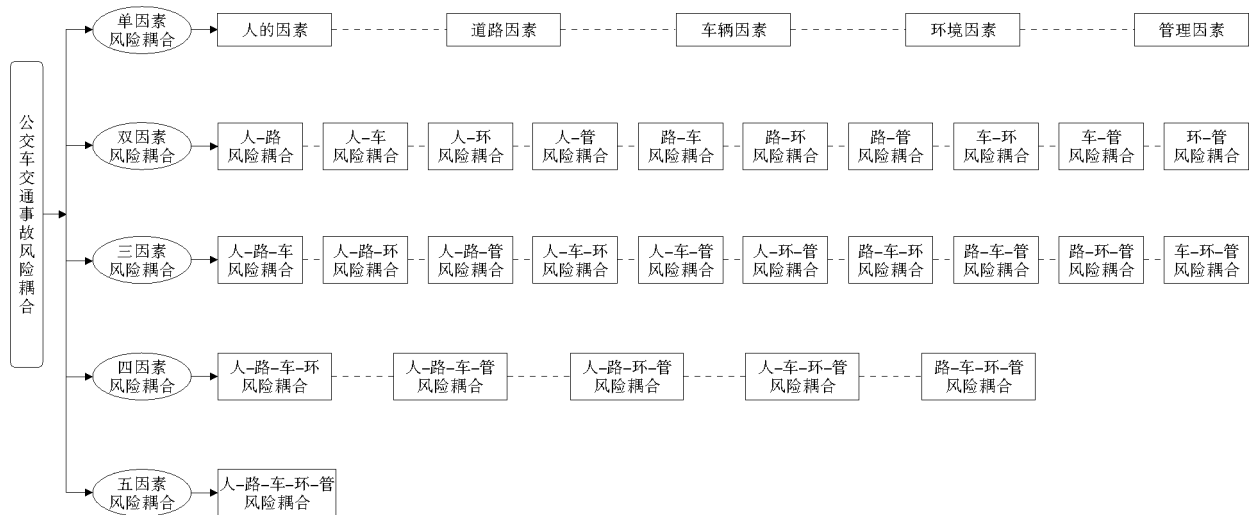 公交车交通事故风险耦合
单因素
风险耦合
人的因素
道路因素
车辆因素
环境因素
管理因素
双因素
风险耦合
人-路
风险耦合
人-车
风险耦合
人-环
风险耦合
人-管
风险耦合
路-车
风险耦合
路-环
风险耦合
路-管
风险耦合
车-环
风险耦合
车-管
风险耦合
环-管
风险耦合
三因素
风险耦合
人-路-车
风险耦合
人-路-环
风险耦合
人-路-管
风险耦合
人-车-环
风险耦合
人-车-管
风险耦合
人-环-管
风险耦合
路-车-环
风险耦合
路-车-管
风险耦合
路-环-管
风险耦合
车-环-管
风险耦合
四因素
风险耦合
人-路-车-环
风险耦合
人-路-车-管
风险耦合
人-路-环-管
风险耦合
人-车-环-管
风险耦合
路-车-环-管
风险耦合
五因素
风险耦合
人-路-车-环-管
风险耦合